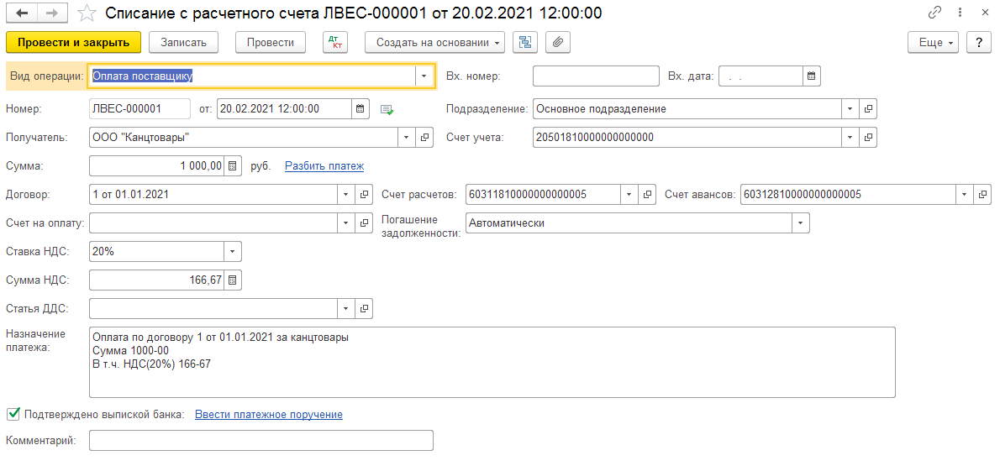 Списание с расчетного счета ЛВЕС-000001 от 20.02.2021 12:00:00
Провести и закрыть Записать Провести Дт Кт Создать на основании Еще ?
Вид операции: Оплата поставщику Вх. номер: Вх. дата: . .
Номер: ЛВЕС-000001 от: 20.02.2021 12:00:00 Подразделение: Основное подразделение
Получатель: ООО "Канцтовары" Счет учета: 20501810000000000000
Сумма: 1 000,00 руб. Разбить платеж
Договор: 1 от 01.01.2021 Счет расчетов: 60311810000000000005 Счет авансов: 60312810000000000005
Счет на оплату: Погашение задолженности: Автоматически
Ставка НДС: 20%
Сумма НДС: 166,67
Статья ДДС:
Назначение платежа:
Оплата по договору 1 от 01.01.2021 за канцтовары
Сумма 1000-00
В т.ч. НДС(20%) 166-67
Подтверждено выпиской банка: Ввести платежное поручение
Комментарий: